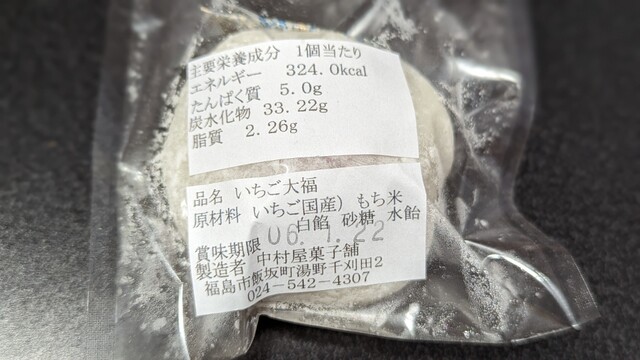 主要栄養成分 1個当たり
エネルギー 324.0kcal
たんぱく質 5.0g
炭水化物 33.22g
脂質 2.26g
品名 いちご大福
原材料 いちご国産) もち米
白餡 砂糖 水飴
賞味期限 06.1.22
製造者 中村屋菓子舗
福島市飯坂町湯野千刈田2
024-542-4307